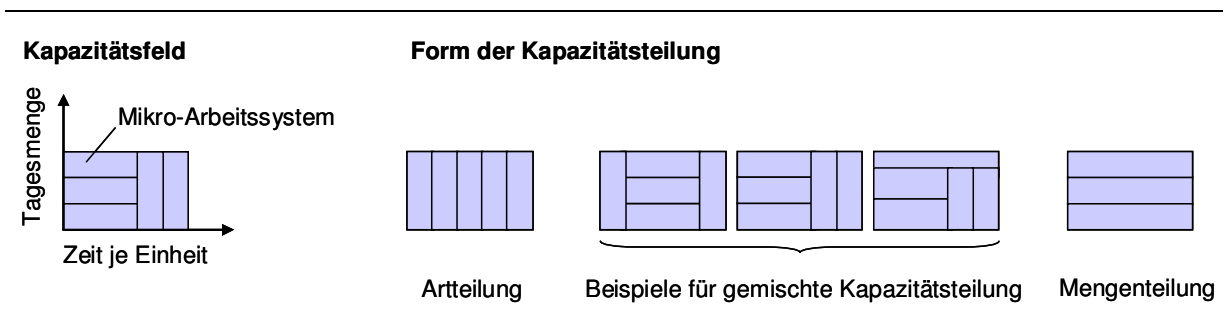 Kapazitätsfeld
Form der Kapazitätsteilung
Tagesmenge
Mikro-Arbeitssystem
Zeit je Einheit
Artteilung
Beispiele für gemischte Kapazitätsteilung
Mengenteilung